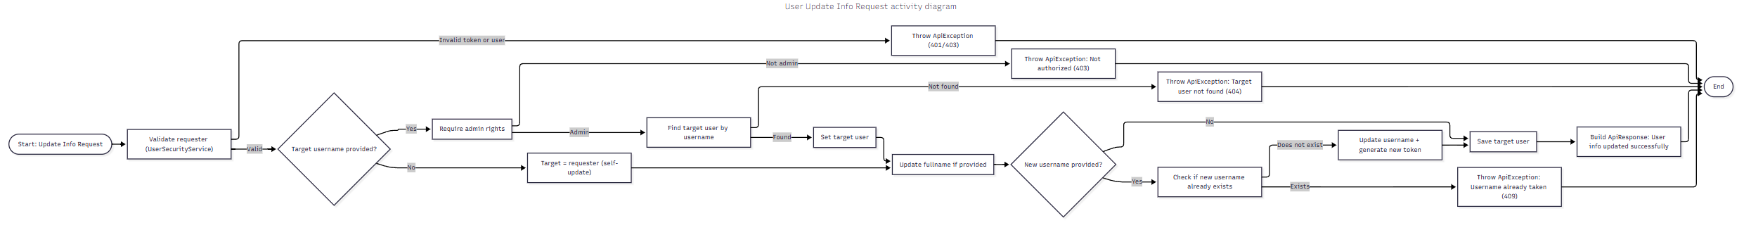 User Update Info Request activity diagram
Start: Update Info Request
Validate requester
(UserSecurityService)
Invalid token or user
Valid
Throw ApiException
(401/403)
Target username provided?
Yes
No
Require admin rights
Not admin
Admin
Throw ApiException: Not
authorized (403)
Find target user by
username
Not found
Found
Throw ApiException: Target
user not found (404)
Set target user
Target = requester (self-
update)
Update fullname if provided
New username provided?
No
Yes
Check if new username
already exists
Does not exist
Exists
Update username +
generate new token
Throw ApiException:
Username already taken
(409)
Save target user
Build ApiResponse: User
info updated successfully
End